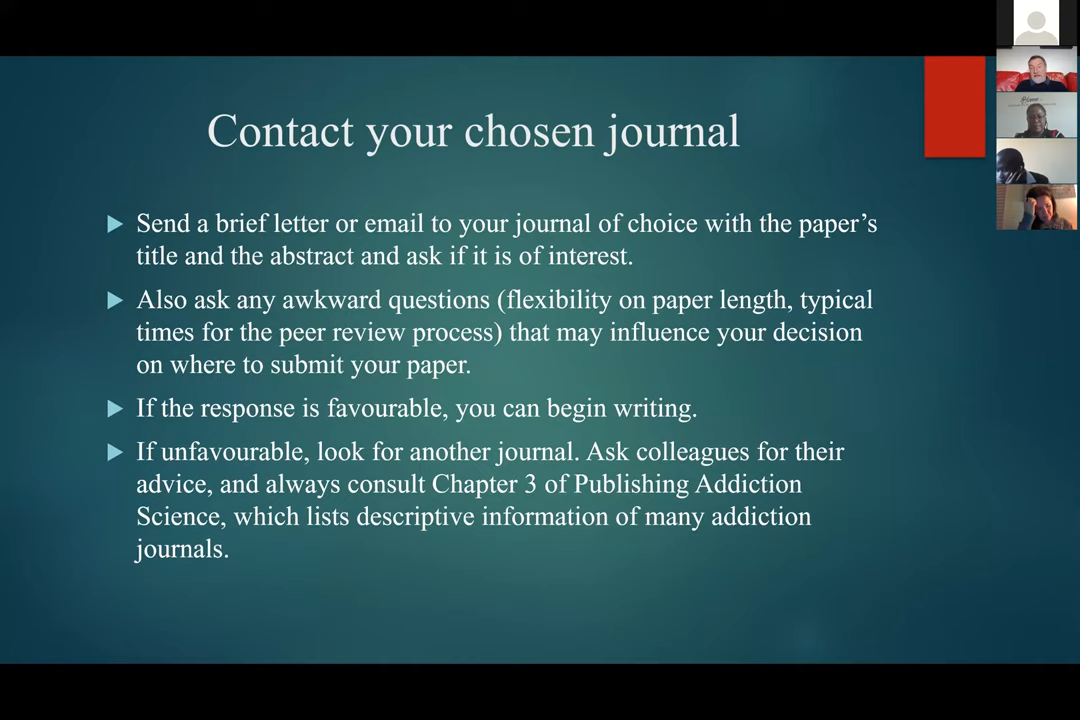 Contact your chosen journal
Send a brief letter or email to your journal of choice with the paper’s
title and the abstract and ask if it is of interest.
Also ask any awkward questions (flexibility on paper length, typical
times for the peer review process) that may influence your decision
on where to submit your paper.
If the response is favourable, you can begin writing.
If unfavourable, look for another journal. Ask colleagues for their
advice, and always consult Chapter 3 of Publishing Addiction
Science, which lists descriptive information of many addiction
journals.